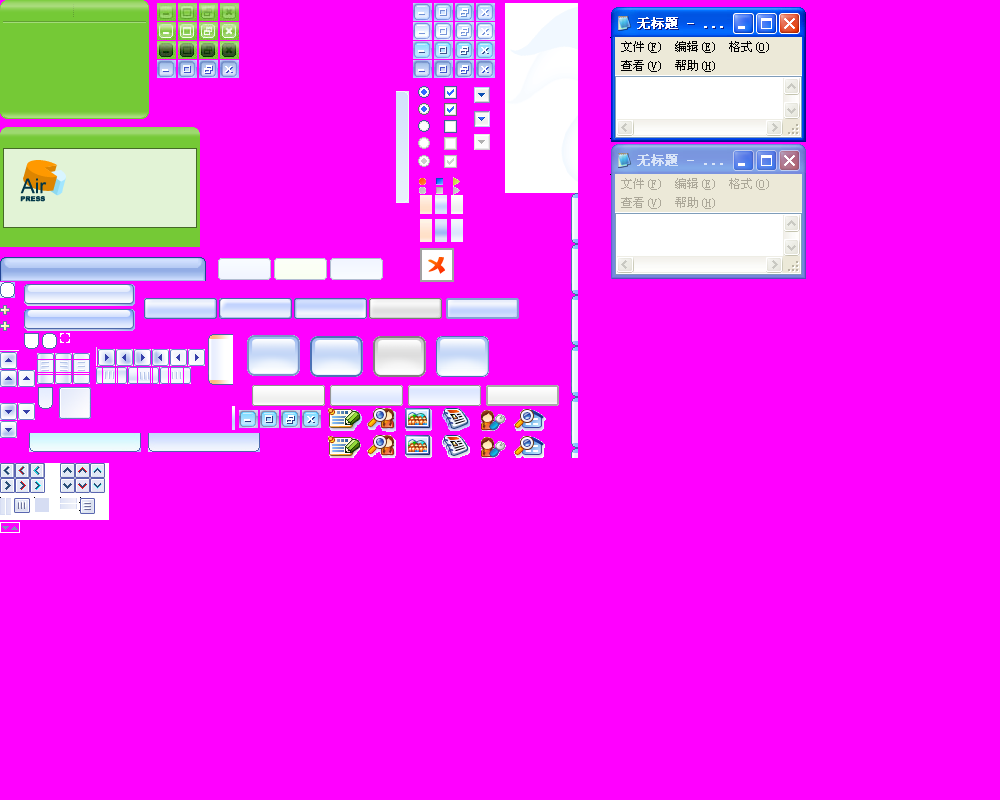 无标题 - ...
文件(F) 编辑(E) 格式(O)
查看(V) 帮助(H)
Air
PRESS
无标题 - ...
文件(F) 编辑(E) 格式(O)
查看(V) 帮助(H)